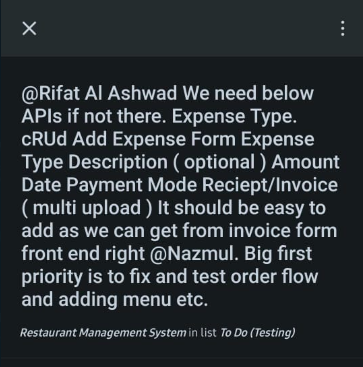 @Rifat Al Ashwad We need below
APIs if not there. Expense Type.
cRUd Add Expense Form Expense
Type Description ( optional ) Amount
Date Payment Mode Reciept/Invoice
( multi upload ) It should be easy to
add as we can get from invoice form
front end right @Nazmul. Big first
priority is to fix and test order flow
and adding menu etc.
Restaurant Management System in list To Do (Testing)